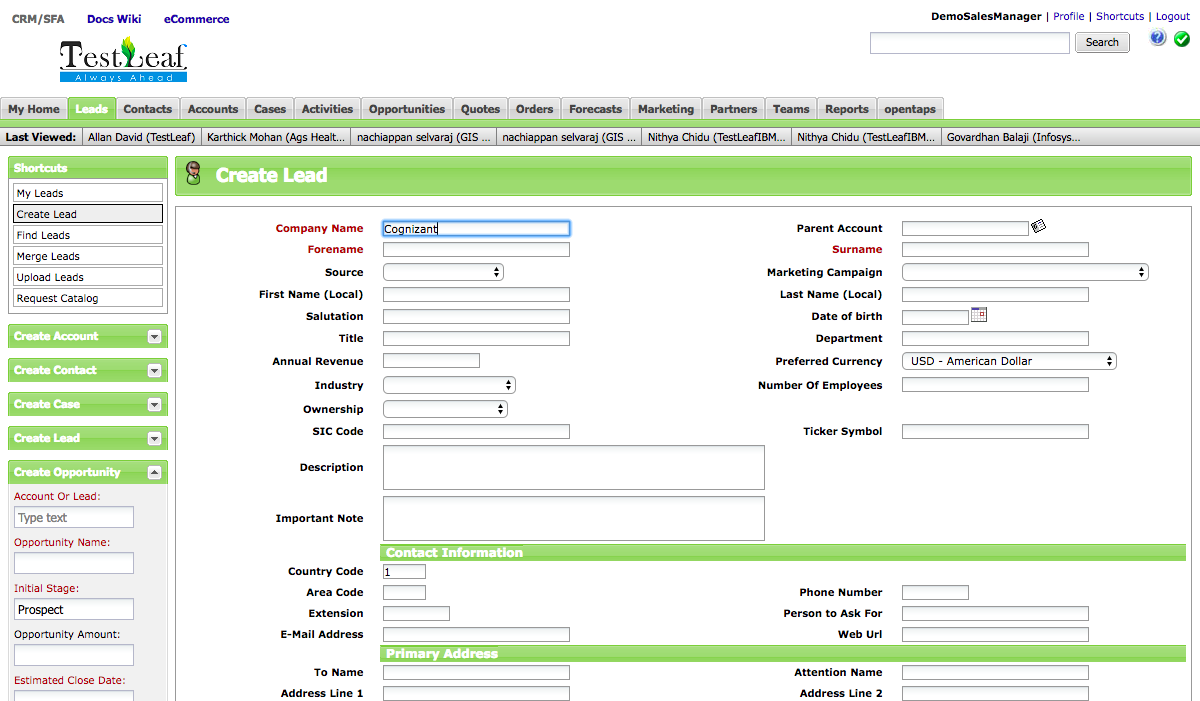 CRM/SFA Docs Wiki eCommerce
DemoSalesManager | Profile | Shortcuts | Logout
TestLeaf
Always Ahead
Search
?
My Home Leads Contacts Accounts Cases Activities Opportunities Quotes Orders Forecasts Marketing Partners Teams Reports opentaps
Last Viewed: Allan David (TestLeaf) Karthick Mohan (Ags Healt... nachiappan selvaraj (GIS ... nachiappan selvaraj (GIS ... Nithya Chidu (TestLeafIBM... Nithya Chidu (TestLeafIBM... Govardhan Balaji (Infosys...
Shortcuts
My Leads
Create Lead
Find Leads
Merge Leads
Upload Leads
Request Catalog
Create Account
Create Contact
Create Case
Create Lead
Create Opportunity
Account Or Lead:
Type text
Opportunity Name:
Initial Stage:
Prospect
Opportunity Amount:
Estimated Close Date:
Create Lead
Company Name Cognizant Parent Account
Forename Surname
Source Marketing Campaign
First Name (Local) Last Name (Local)
Salutation Date of birth
Title Department
Annual Revenue Preferred Currency USD - American Dollar
Industry Number Of Employees
Ownership
SIC Code Ticker Symbol
Description
Important Note
Contact Information
Country Code 1
Area Code Phone Number
Extension Person to Ask For
E-Mail Address Web Url
Primary Address
To Name Attention Name
Address Line 1 Address Line 2